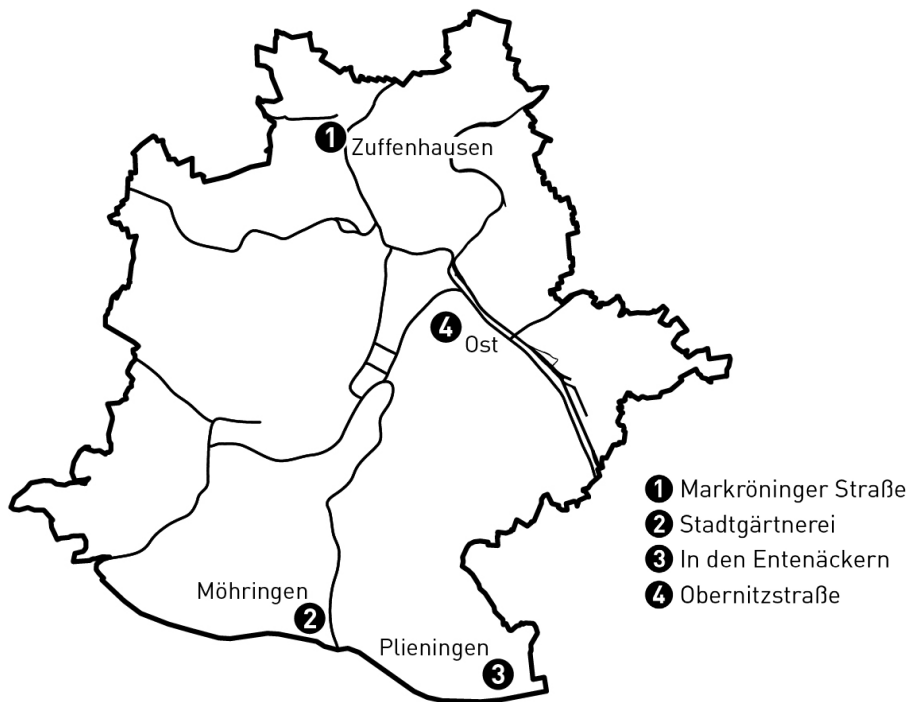 1 Zuffenhausen
4 Ost
Möhringen
2
Plieningen
3
1 Markröninger Straße
2 Stadtgärtnerei
3 In den Entenäckern
4 Obernitzstraße